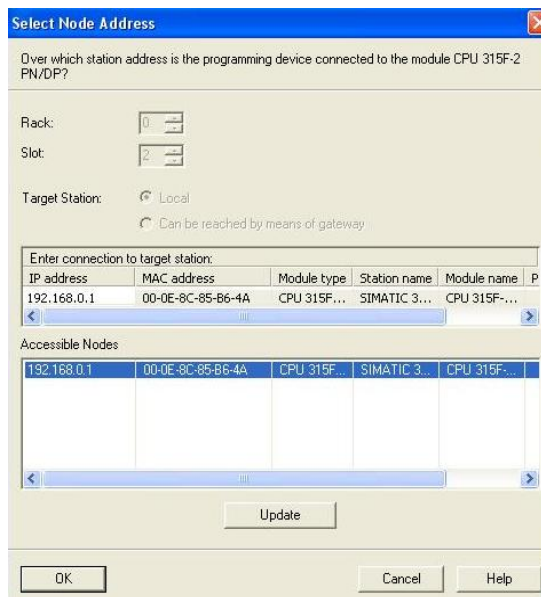 Select Node Address
Over which station address is the programming device connected to the module CPU 315F-2
PN/DP?
Rack: 0
Slot: 2
Target Station: Local
Can be reached by means of gateway
Enter connection to target station:
IP address MAC address Module type Station name Module name P
192.168.0.1 00-0E-8C-85-B6-4A CPU 315F... SIMATIC 3... CPU 315F-...
Accessible Nodes
192.168.0.1 00-0E-8C-85-B6-4A CPU 315F... SIMATIC 3... CPU 315F-...
Update
OK Cancel Help